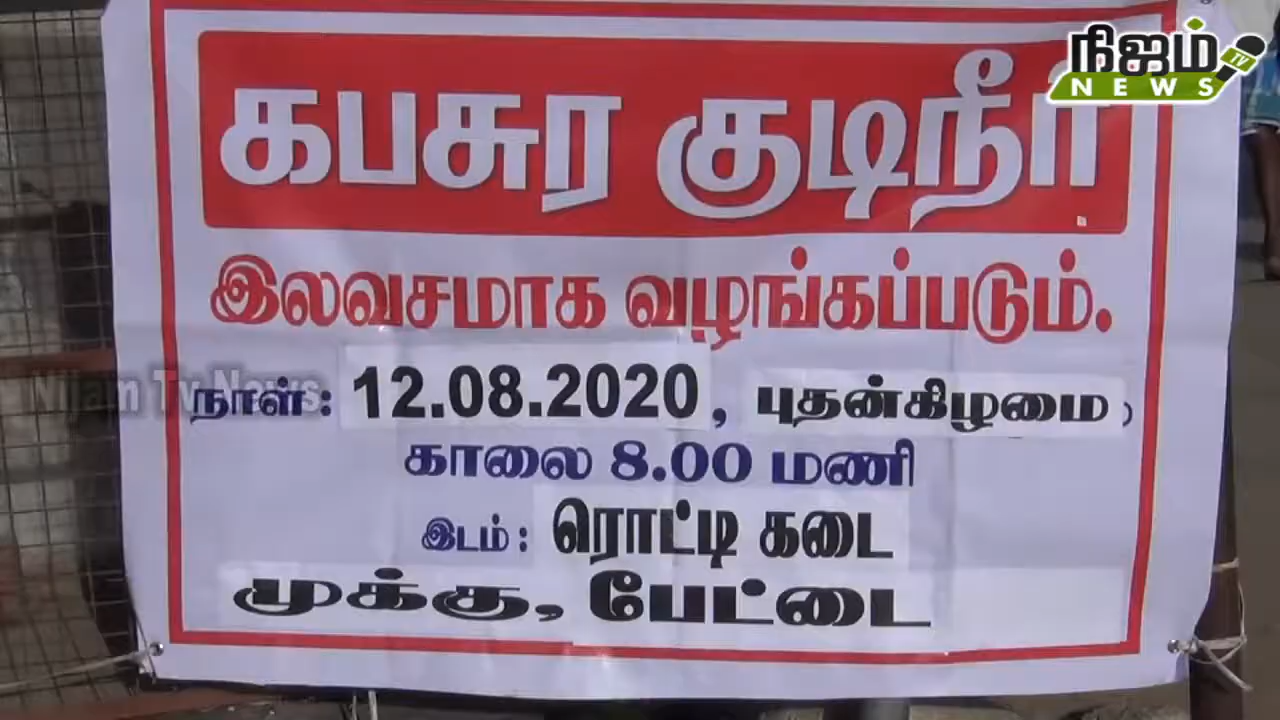 நிஜம்
TV
NEWS
கபசுர குடிநீர்
இலவசமாக வழங்கப்படும்.
Nijam Tv News
நாள் : 12.08.2020, புதன்கிழமை,
காலை 8.00 மணி
இடம் : ரொட்டி கடை
முக்கு, பேட்டை